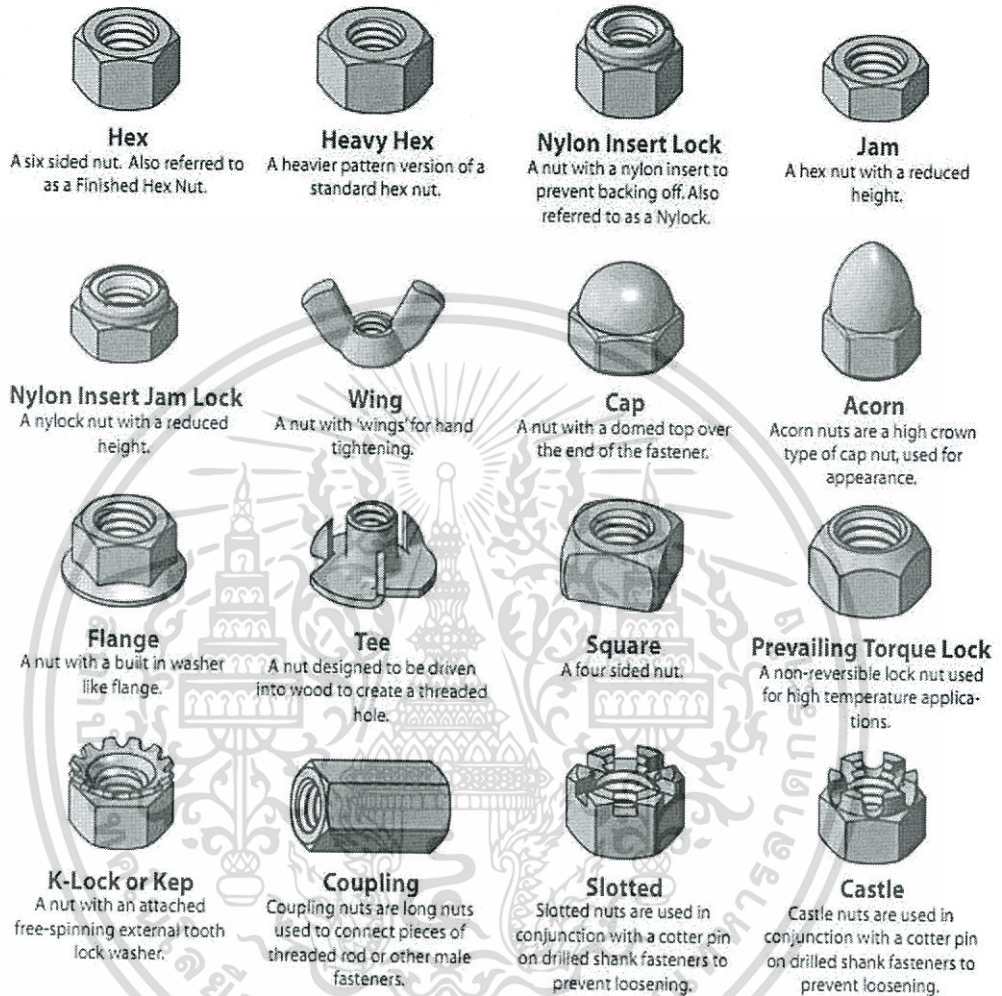 Hex
A six sided nut. Also referred to
as a Finished Hex Nut.
Heavy Hex
A heavier pattern version of a
standard hex nut.
Nylon Insert Lock
A nut with a nylon insert to
prevent backing off. Also
referred to as a Nylock.
Jam
A hex nut with a reduced
height.
Nylon Insert Jam Lock
A nylock nut with a reduced
height.
Wing
A nut with 'wings' for hand
tightening.
Cap
A nut with a domed top over
the end of the fastener.
Acorn
Acorn nuts are a high crown
type of cap nut, used for
appearance.
Flange
A nut with a built in washer
like flange.
Tee
A nut designed to be driven
into wood to create a threaded
hole.
Square
A four sided nut.
Prevailing Torque Lock
A non-reversible lock nut used
for high temperature applica-
tions.
K-Lock or Kep
A nut with an attached
free-spinning external tooth
lock washer.
Coupling
Coupling nuts are long nuts
used to connect pieces of
threaded rod or other male
fasteners.
Slotted
Slotted nuts are used in
conjunction with a cotter pin
on drilled shank fasteners to
prevent loosening.
Castle
Castle nuts are used in
conjunction with a cotter pin
on drilled shank fasteners to
prevent loosening.